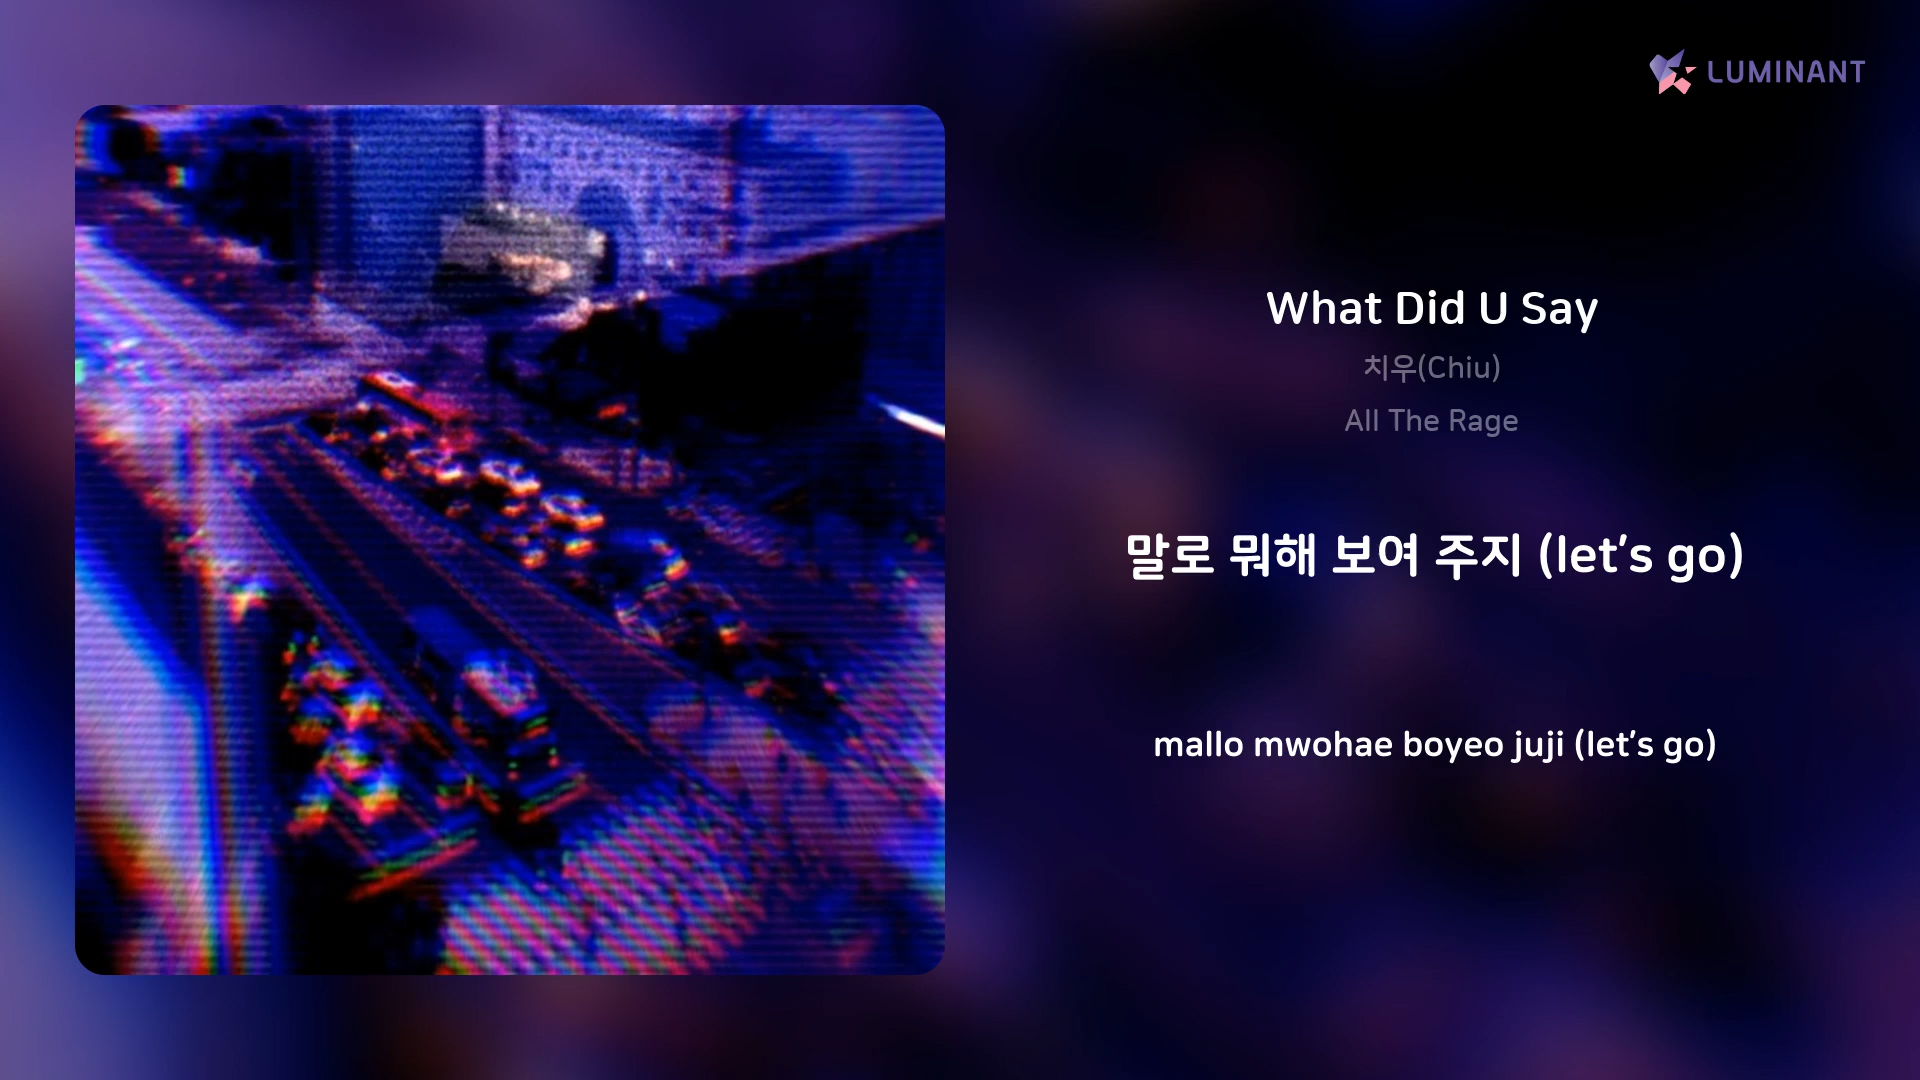 LUMINANT
What Did U Say
치우(Chiu)
All The Rage
말로 뭐해 보여 주지 (let's go)
mallo mwohae boyeo juji (let's go)